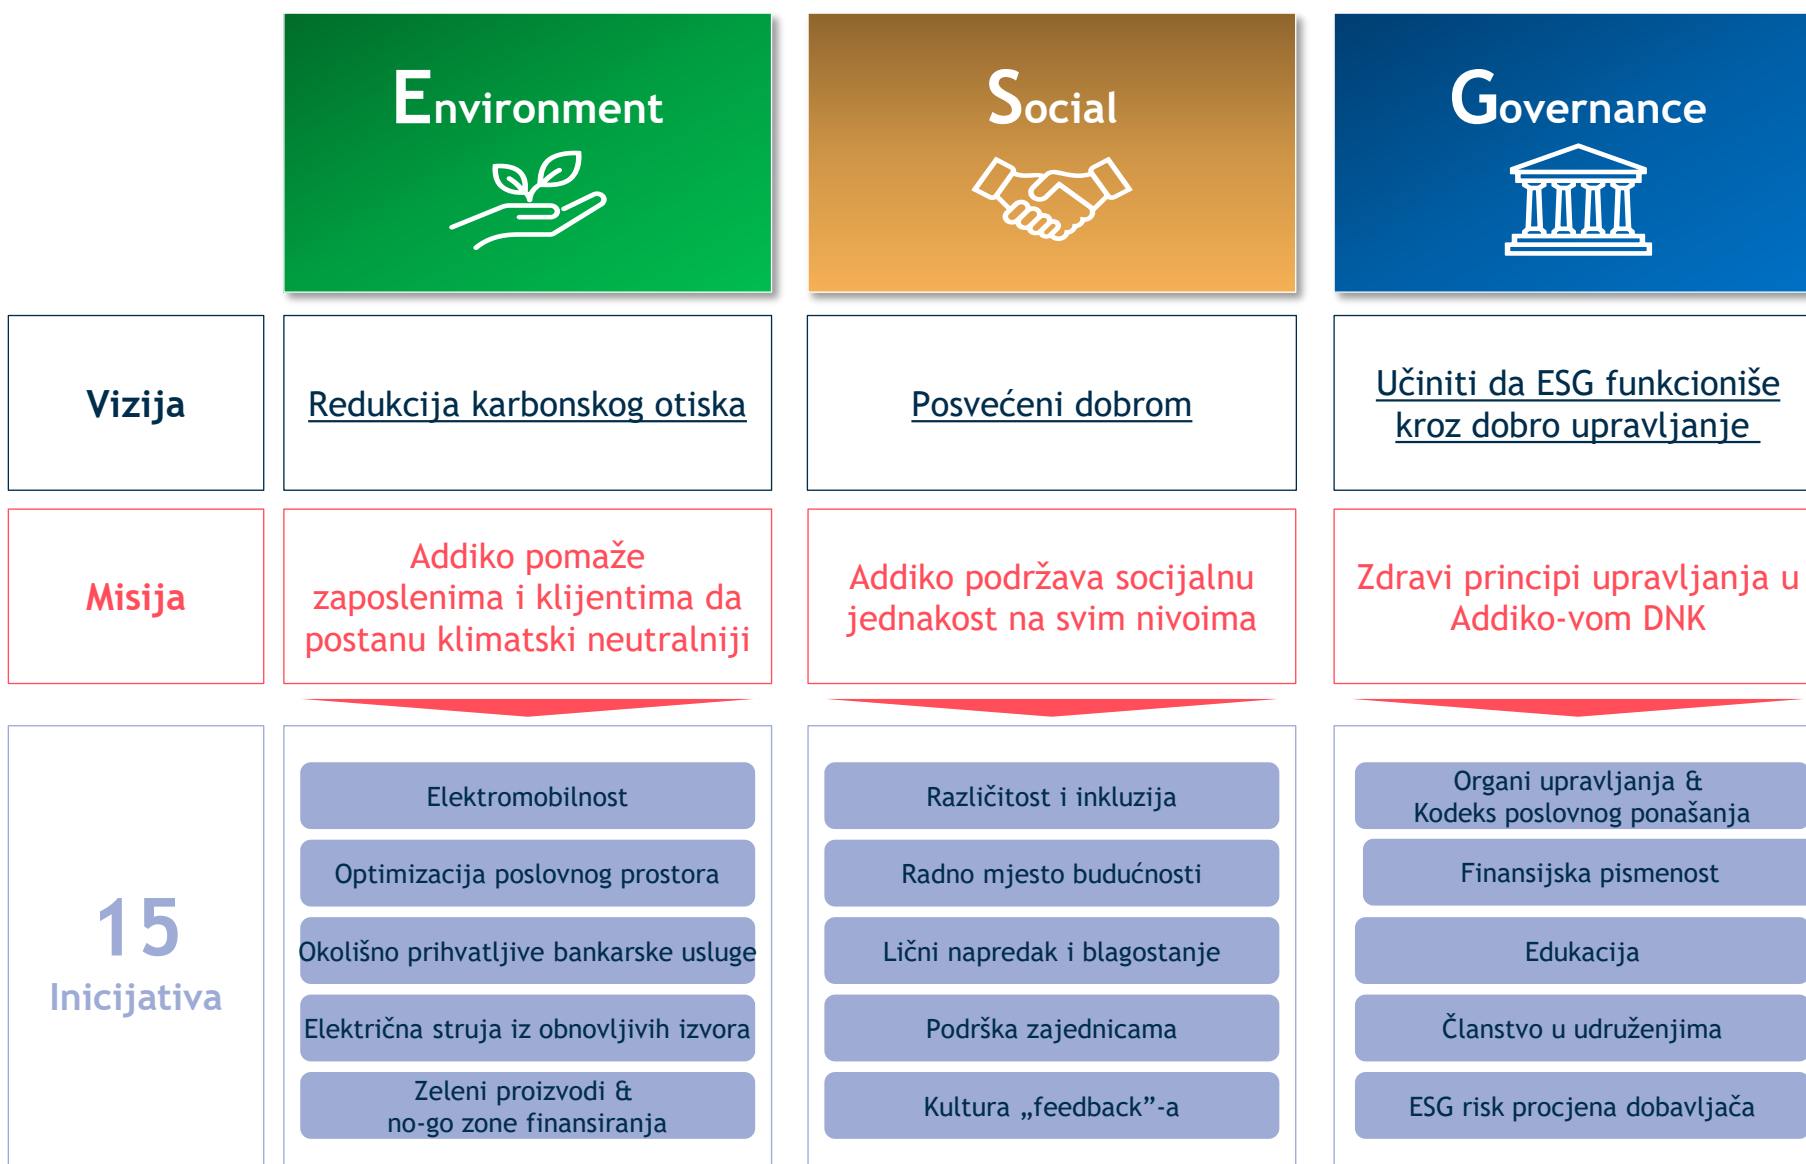 Environment
Social
Governance
Vizija
Redukcija karbonskog otiska
Posvećeni dobrom
Učiniti da ESG funkcioniše
kroz dobro upravljanje
Misija
Addiko pomaže
zaposlenima i klijentima da
postanu klimatski neutralniji
Addiko podržava socijalnu
jednakost na svim nivoima
Zdravi principi upravljanja u
Addiko-vom DNK
15
Inicijativa
Elektromobilnost
Optimizacija poslovnog prostora
Okolišno prihvatljive bankarske usluge
Elektrićna struja iz obnovljivih izvora
Zeleni proizvodi &
no-go zone finansiranja
Različitost i inkluzija
Radno mjesto budućnosti
Lični napredak i blagostanje
Podrška zajednicama
Kultura „feedback”-a
Organi upravljanja &
Kodeks poslovnog ponašanja
Finansijska pismenost
Edukacija
Članstvo u udruženjima
ESG risk procjena dobavljača